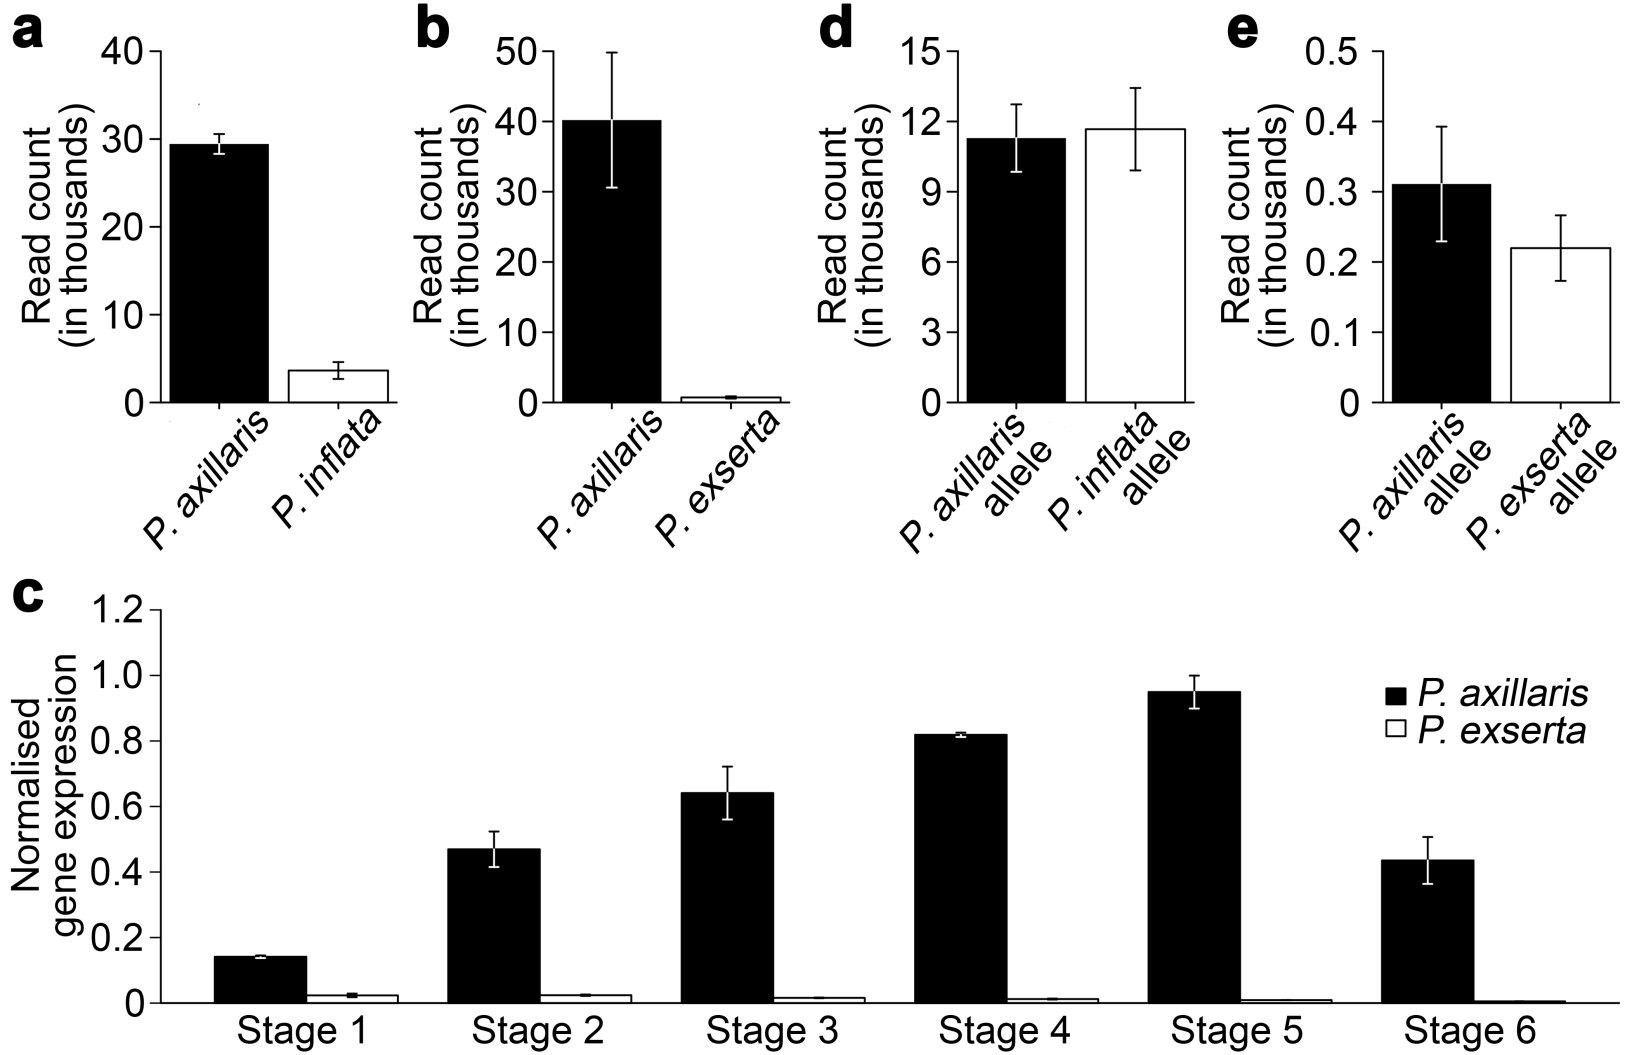 a
40
30
20
10
0
Read count
(in thousands)
P. axillaris
P. inflata
b
50
40
30
20
10
0
Read count
(in thousands)
P. axillaris
P. exserta
d
15
12
9
6
3
0
Read count
(in thousands)
P. axillaris
allele
P. inflata
allele
e
0.5
0.4
0.3
0.2
0.1
0
Read count
(in thousands)
P. axillaris
allele
P. exserta
allele
c
1.2
1.0
0.8
0.6
0.4
0.2
0
Normalised
gene expression
P. axillaris
P. exserta
Stage 1
Stage 2
Stage 3
Stage 4
Stage 5
Stage 6